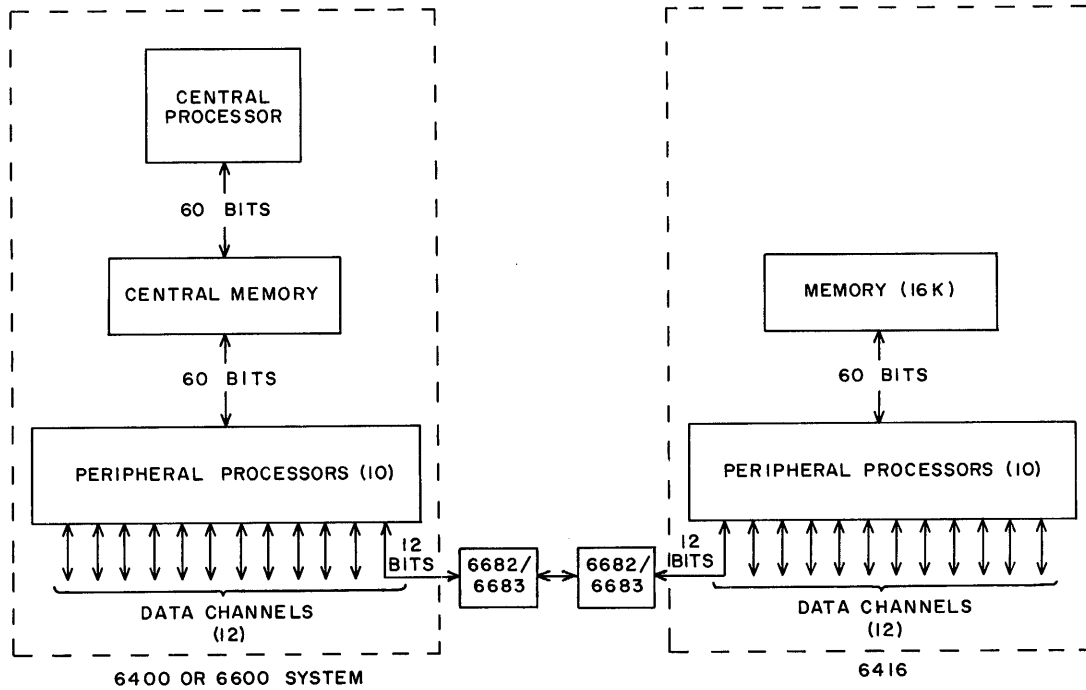 CENTRAL
PROCESSOR
60 BITS
CENTRAL MEMORY
60 BITS
PERIPHERAL PROCESSORS (10)
12
BITS
DATA CHANNELS
(12)
6400 OR 6600 SYSTEM
6682/
6683
6682/
6683
MEMORY (16K)
60 BITS
PERIPHERAL PROCESSORS (10)
12
BITS
DATA CHANNELS
(12)
6416